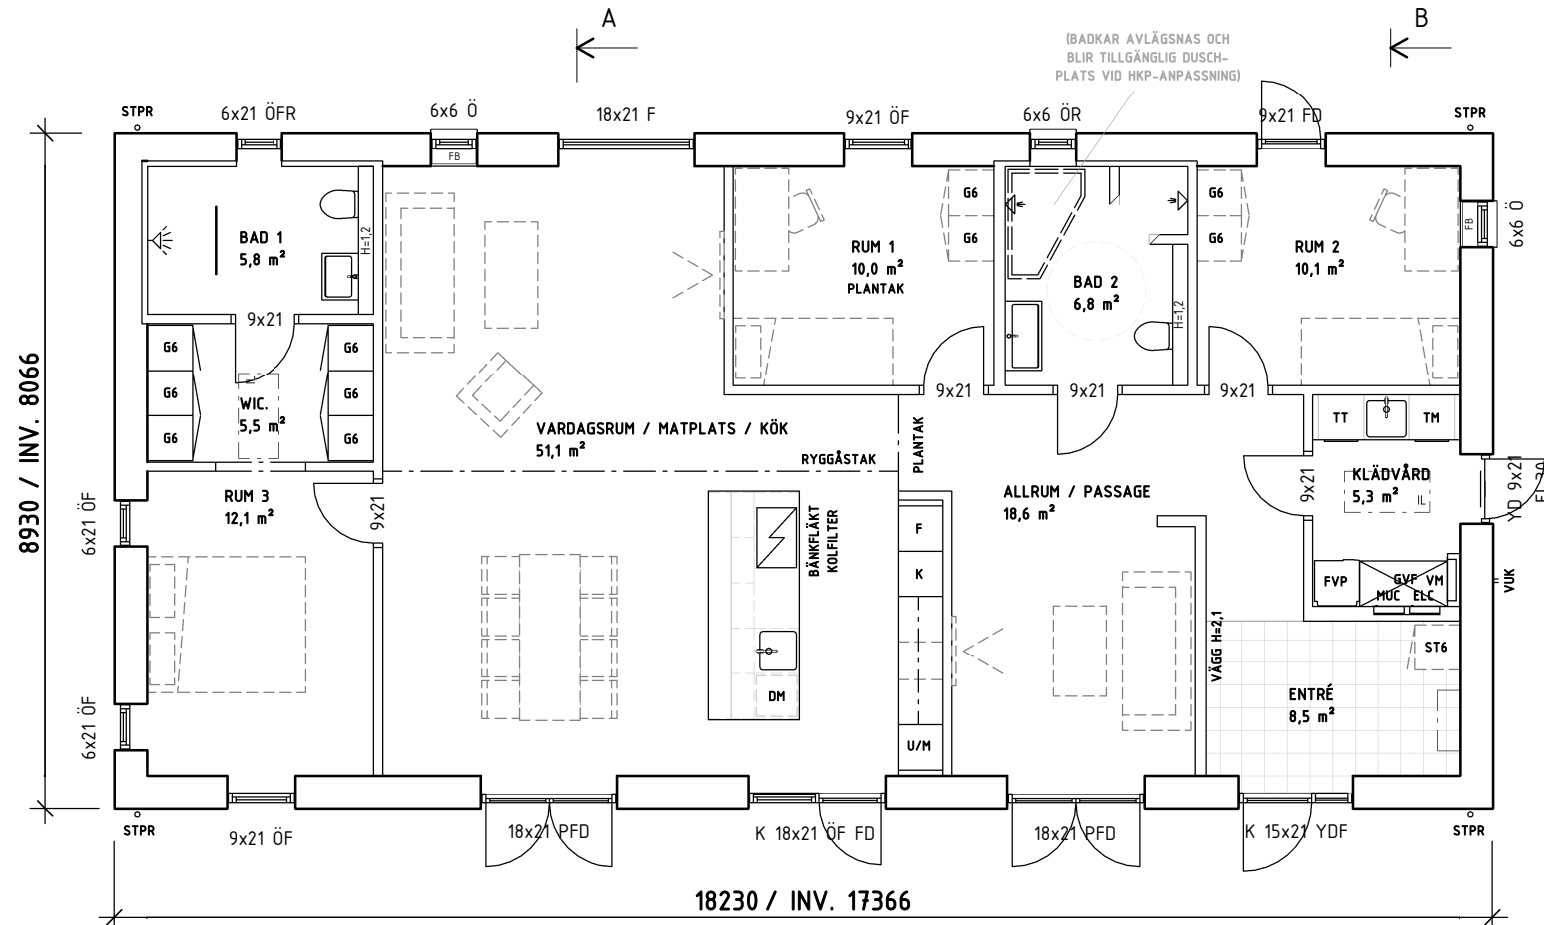 A
B
(BADKAR AVLÄGSNAS OCH
BLIR TILLGÄNGLIG DUSCH-
PLATS VID HKP-ANPASSNING)
STPR
6x21 ÖFR
6x6 Ö
18x21 F
9x21 ÖF
6x6 ÖR
9x21 FD
STPR
FB
BAD 1
5,8 m²
H=1,2
9x21
G6
G6
G6
G6
G6
G6
WIC.
5,5 m²
RUM 1
10,0 m²
PLANTAK
G6
G6
BAD 2
6,8 m²
H=1,2
G6
G6
RUM 2
10,1 m²
FB
6x6 Ö
9x21
9x21
9x21
VARDAGSRUM / MATPLATS / KÖK
51,1 m²
RYGGÅSTAK
PLANTAK
TT
TM
KLÄDVÅRD
5,3 m²
IL
9x21
YD 9x21
EI 30
8930 / INV. 8066
6x21 ÖF
6x21 ÖF
RUM 3
12,1 m²
9x21
BÄNKFLÄKT
KOLFILTER
DM
F
K
U/M
ALLRUM / PASSAGE
18,6 m²
FVP
GVF
VM
MUC
ELC
VUK
VÄGG H=2,1
ST6
ENTRÉ
8,5 m²
STPR
9x21 ÖF
18x21 PFD
K 18x21 ÖF FD
18x21 PFD
K 15x21 YDF
STPR
18230 / INV. 17366